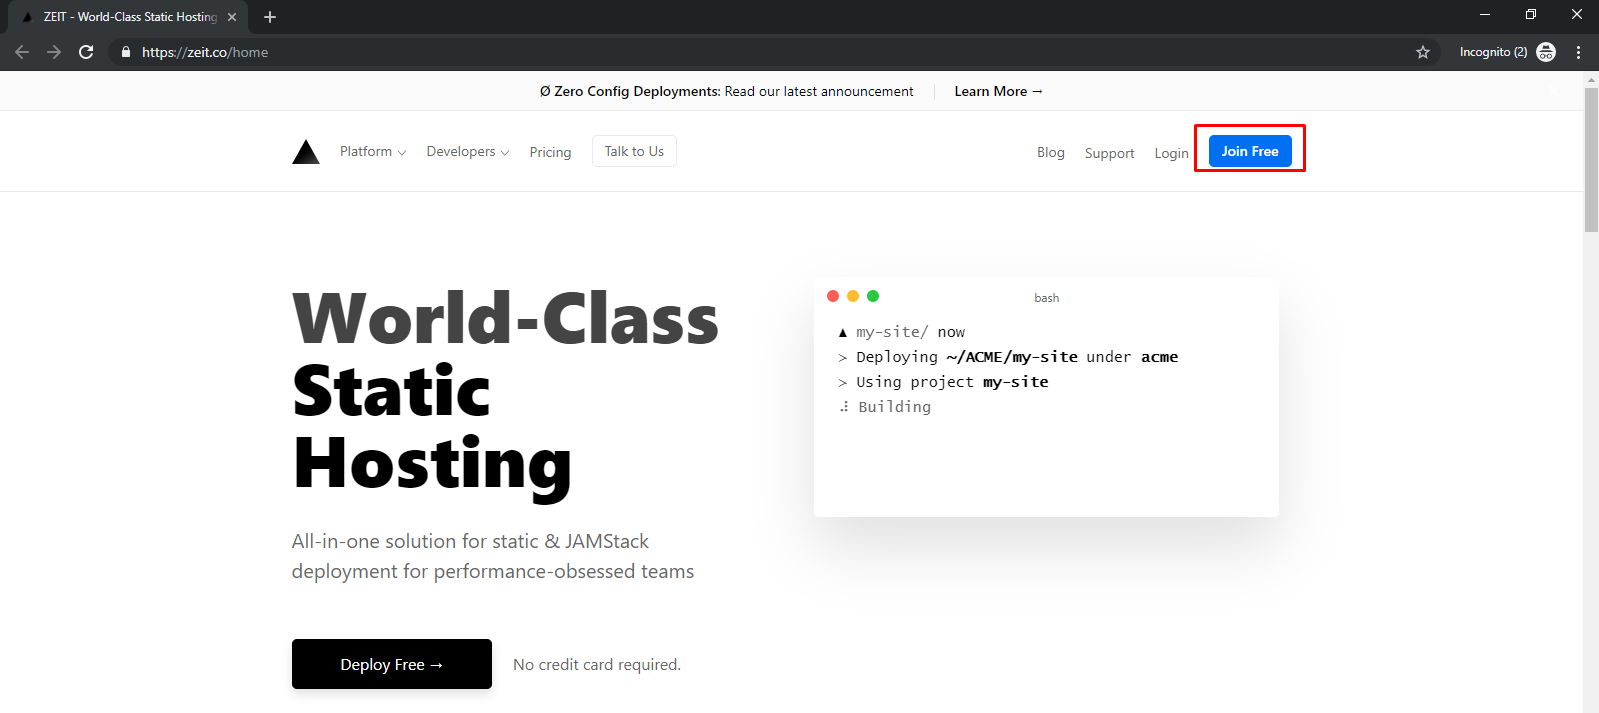 ZEIT - World-Class Static Hosting
https://zeit.co/home
Incognito (2)
Ø Zero Config Deployments: Read our latest announcement
Learn More →
Platform
Developers
Pricing
Talk to Us
Blog
Support
Login
Join Free
World-Class
Static
Hosting
All-in-one solution for static & JAMStack
deployment for performance-obsessed teams
Deploy Free →
No credit card required.
bash
▲ my-site/ now
> Deploying ~/ACME/my-site under acme
> Using project my-site
⠼ Building